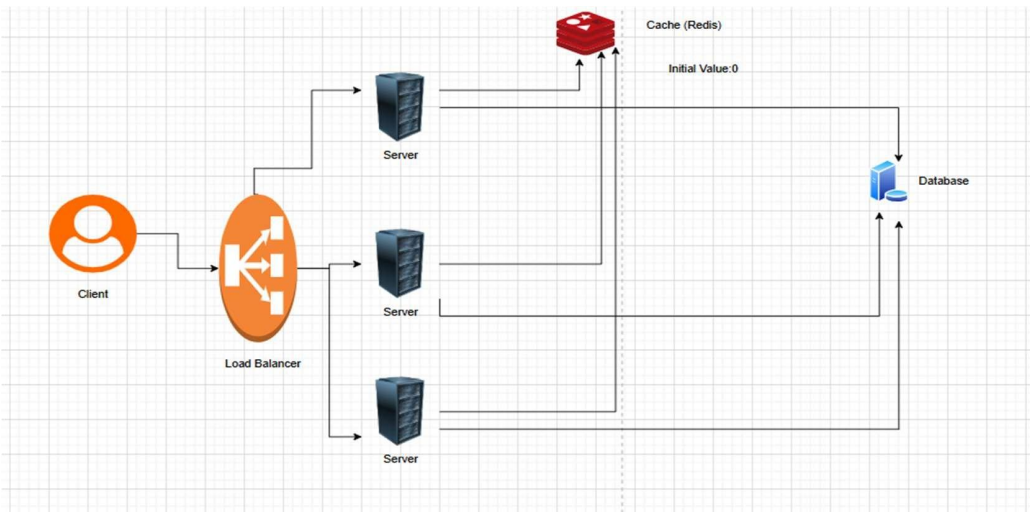 Cache (Redis)
Initial Value:0
Server
Database
Client
Server
Load Balancer
Server